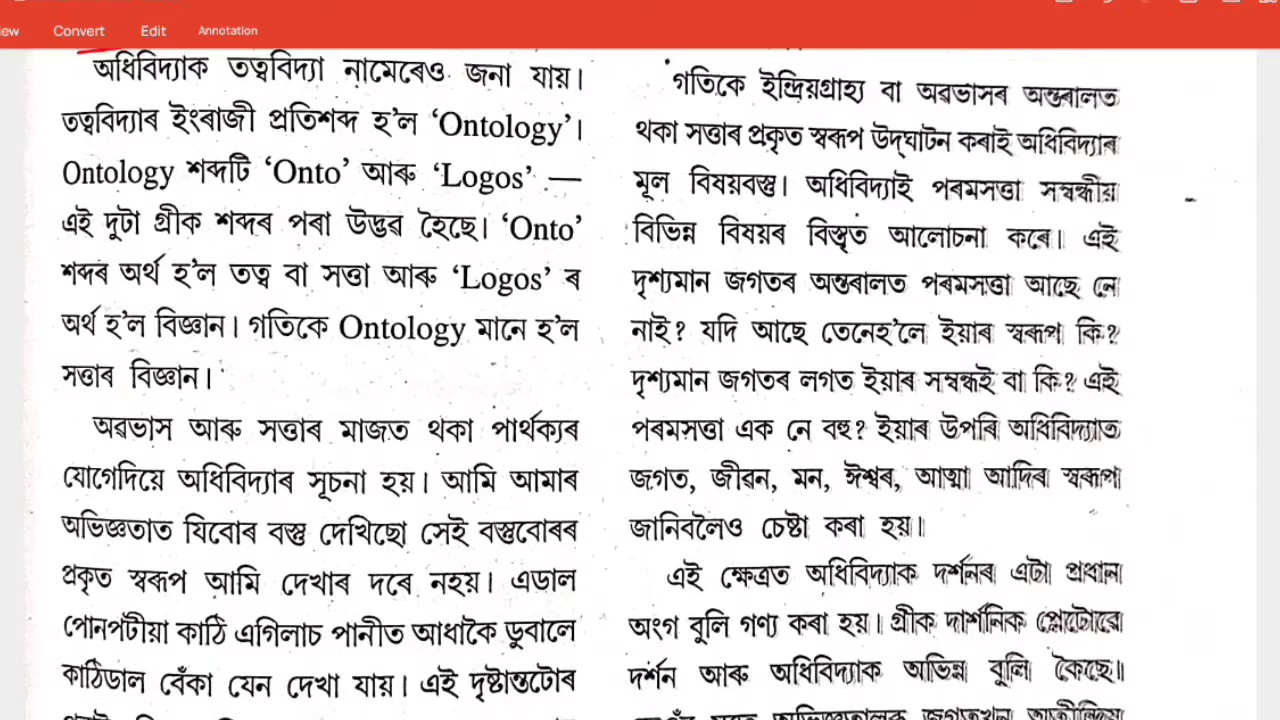 Convert
Edit
Annotation
অধিবিদ্যাক তত্ববিদ্যা নামেৰেও জনা যায়।
তত্ববিদ্যাৰ ইংৰাজী প্ৰতিশব্দ হ’ল ‘Ontology’।
Ontology শব্দটি ‘Onto’ আৰু ‘Logos’ —
এই দুটা গ্ৰীক শব্দৰ পৰা উদ্ভৱ হৈছে। ‘Onto’
শব্দৰ অৰ্থ হ’ল তত্ব বা সত্তা আৰু ‘Logos’ ৰ
অৰ্থ হ’ল বিজ্ঞান। গতিকে Ontology মানে হ’ল
সত্তাৰ বিজ্ঞান।
অৱভাস আৰু সত্তাৰ মাজত থকা পাৰ্থক্যৰ
যোগেদিয়ে অধিবিদ্যাৰ সূচনা হয়। আমি আমাৰ
অভিজ্ঞতাত যিবোৰ বস্তু দেখিছো সেই বস্তুবোৰৰ
প্ৰকৃত স্বৰূপ আমি দেখাৰ দৰে নহয়। এডাল
পোনপটীয়া কাঠি এগিলাচ পানীত আধাকৈ ডুবালে
কাঠিডাল বেঁকা যেন দেখা যায়। এই দৃষ্টান্তটোৰ
গতিকে ইন্দ্ৰিয়গ্ৰাহ্য বা অৱভাসৰ অন্তৰালত
থকা সত্তাৰ প্ৰকৃত স্বৰূপ উদ্‌ঘাটন কৰাই অধিবিদ্যাৰ
মূল বিষয়বস্তু। অধিবিদ্যাই পৰমসত্তা সম্বন্ধীয়
বিভিন্ন বিষয়ৰ বিস্তৃত আলোচনা কৰে। এই
দৃশ্যমান জগতৰ অন্তৰালত পৰমসত্তা আছে নে
নাই? যদি আছে তেনেহ’লে ইয়াৰ স্বৰূপ কি?
দৃশ্যমান জগতৰ লগত ইয়াৰ সম্বন্ধই বা কি? এই
পৰমসত্তা এক নে বহু? ইয়াৰ উপৰি অধিবিদ্যাত
জগত, জীৱন, মন, ঈশ্বৰ, আত্মা আদিৰ স্বৰূপ
জানিবলৈও চেষ্টা কৰা হয়।
এই ক্ষেত্ৰত অধিবিদ্যাক দৰ্শনৰ এটা প্ৰধান
অংগ বুলি গণ্য কৰা হয়। গ্ৰীক দাৰ্শনিক প্লেটোৱে
দৰ্শন আৰু অধিবিদ্যাক অভিন্ন বুলি কৈছে।